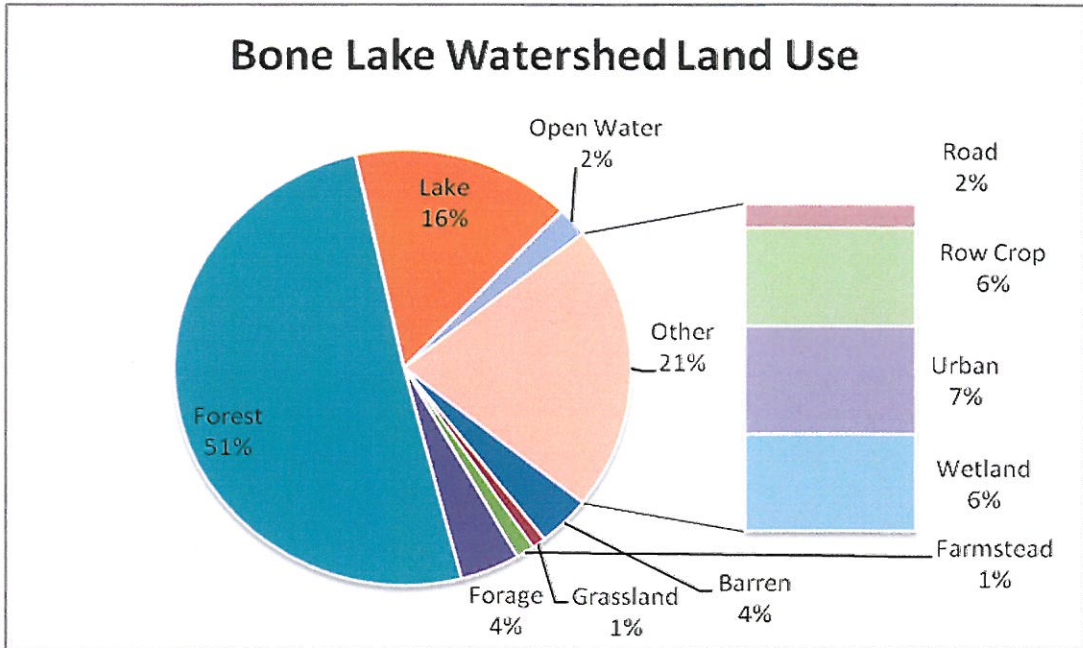 Bone Lake Watershed Land Use
Open Water
2%
Road
2%
Lake
16%
Row Crop
6%
Other
21%
Urban
7%
Forest
51%
Wetland
6%
Farmstead
1%
Barren
4%
Forage
4%
Grassland
1%